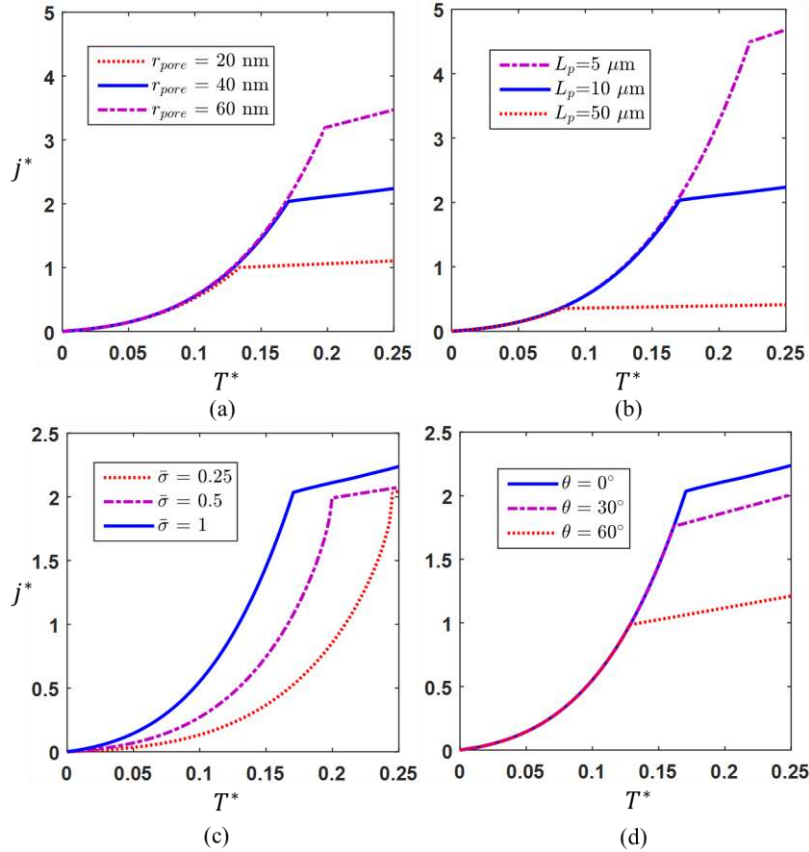 5
4
3
2
1
0
j*
r_pore = 20 nm
r_pore = 40 nm
r_pore = 60 nm
0 0.05 0.1 0.15 0.2 0.25
T*
(a)
5
4
3
2
1
0
L_p=5 μm
L_p=10 μm
L_p=50 μm
0 0.05 0.1 0.15 0.2 0.25
T*
(b)
2.5
2
1.5
1
0.5
0
j*
σ̄ = 0.25
σ̄ = 0.5
σ̄ = 1
0 0.05 0.1 0.15 0.2 0.25
T*
(c)
2.5
2
1.5
1
0.5
0
θ = 0°
θ = 30°
θ = 60°
0 0.05 0.1 0.15 0.2 0.25
T*
(d)